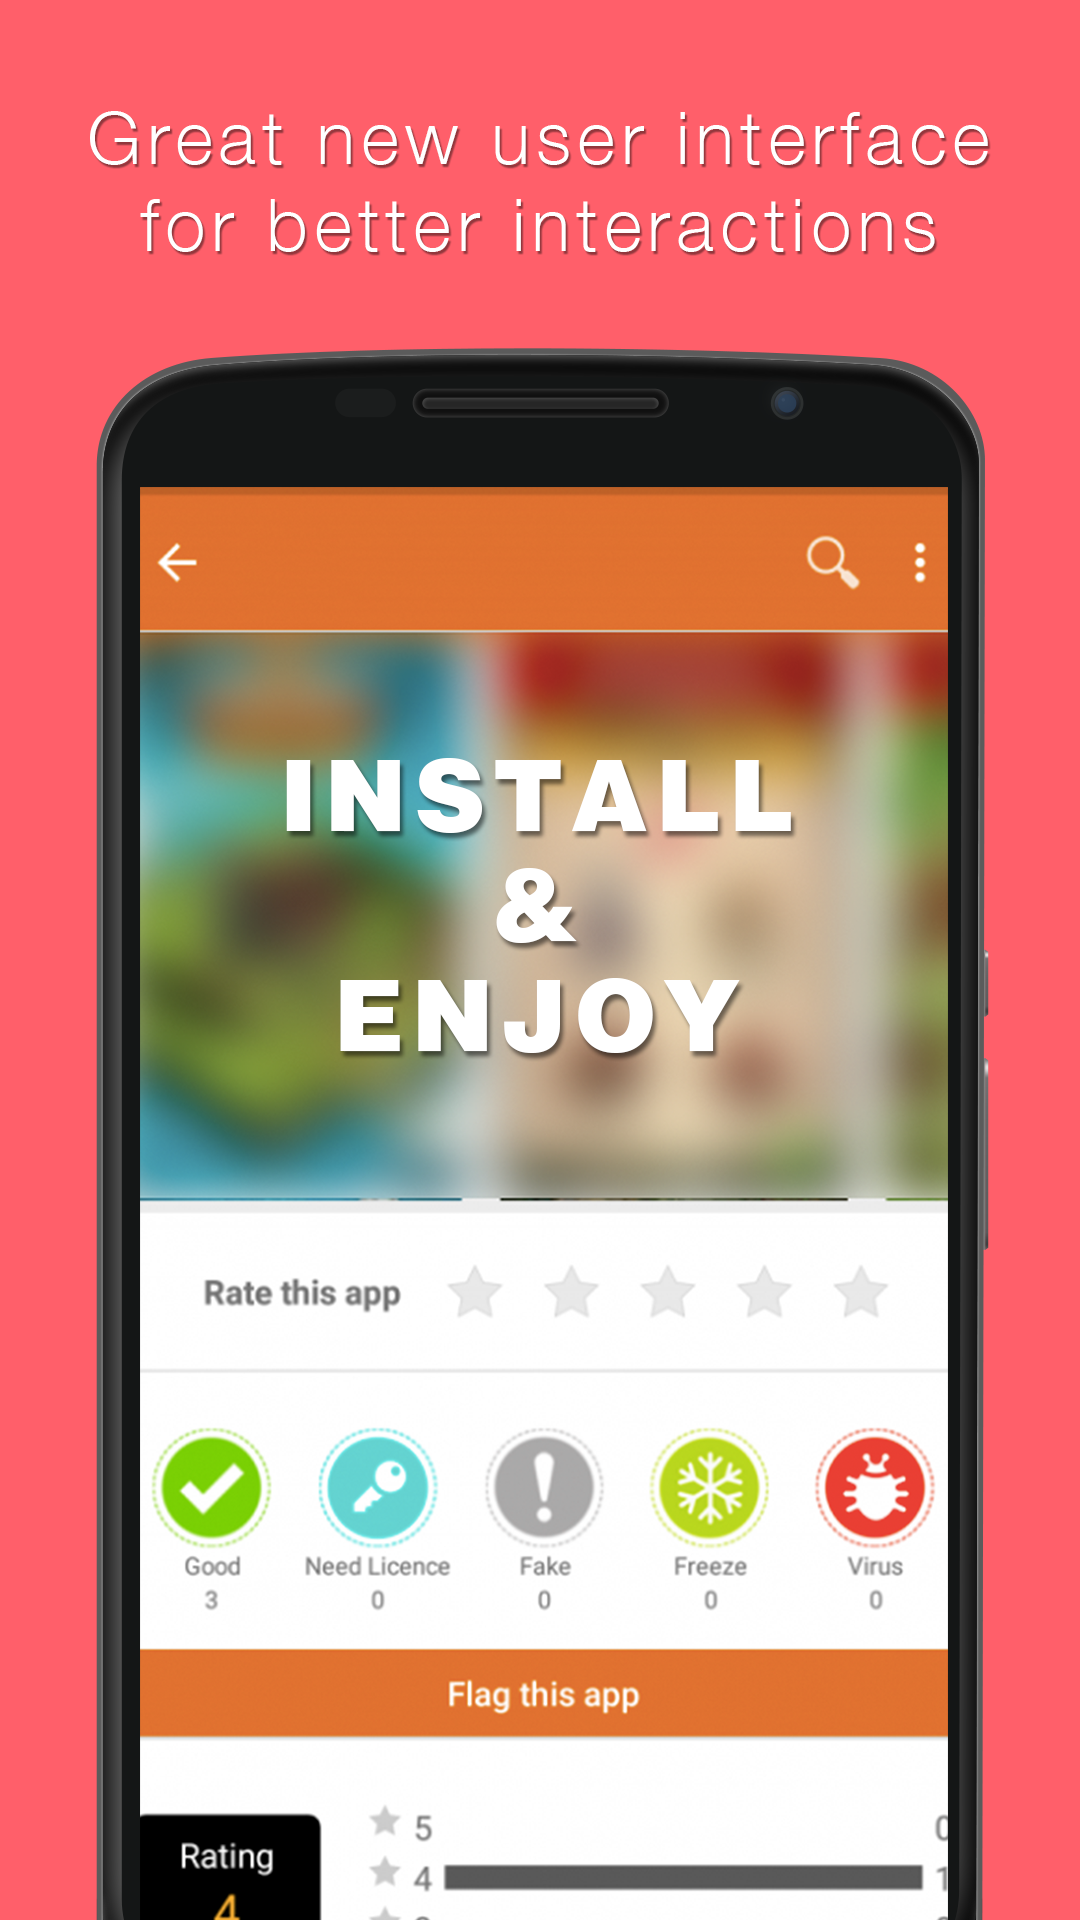 Great new user interface
for better interactions
INSTALL
&
ENJOY
Rate this app
Good Need Licence Fake Freeze Virus
3 0 0 0 0
Flag this app
Rating
4
5 0
4 1